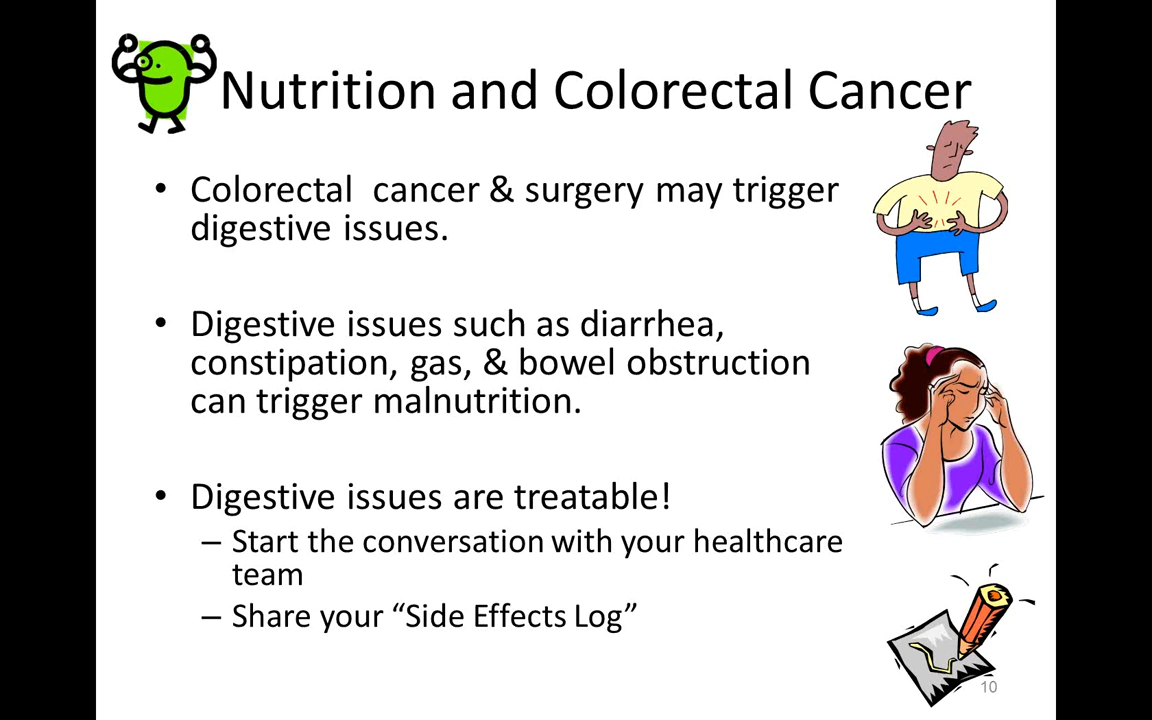 Nutrition and Colorectal Cancer
• Colorectal  cancer & surgery may trigger
digestive issues.
• Digestive issues such as diarrhea,
constipation, gas, & bowel obstruction
can trigger malnutrition.
• Digestive issues are treatable!
– Start the conversation with your healthcare
team
– Share your “Side Effects Log”
10